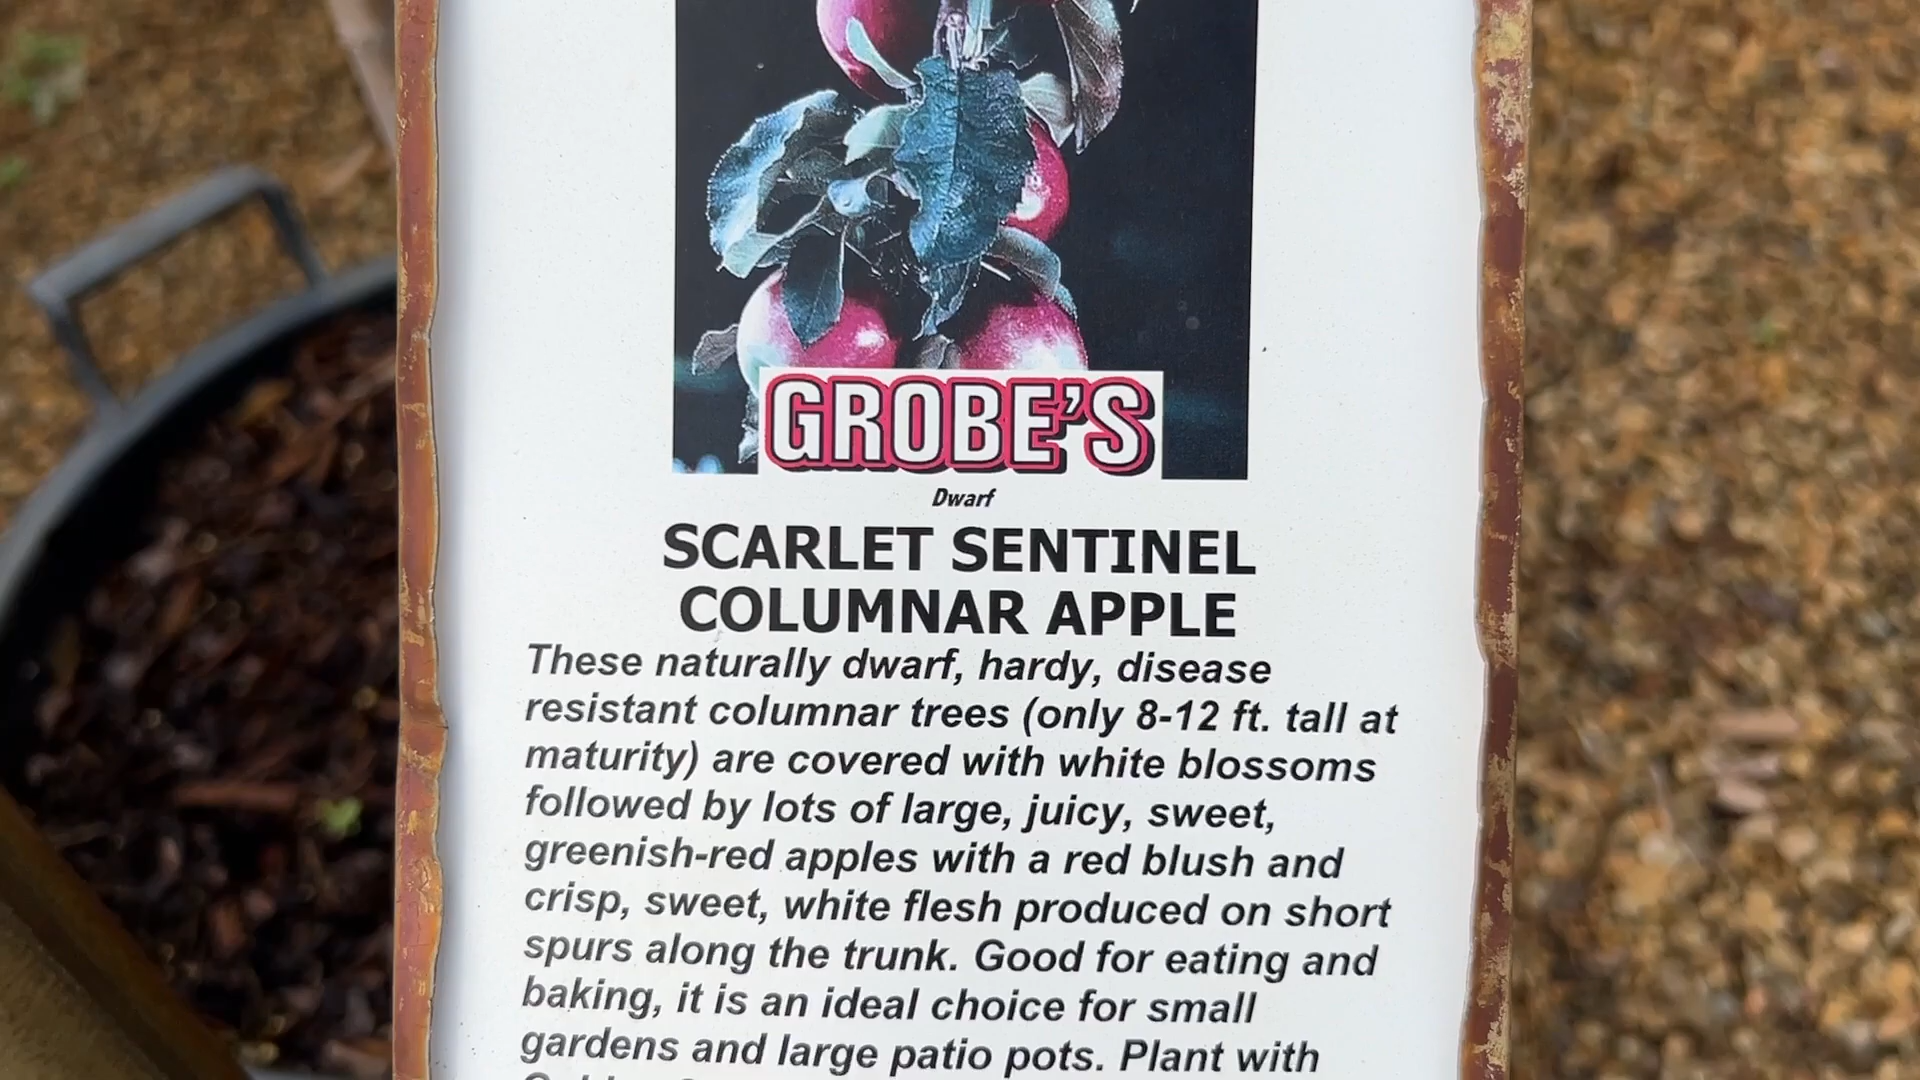 GROBE'S
Dwarf
SCARLET SENTINEL
COLUMNAR APPLE
These naturally dwarf, hardy, disease
resistant columnar trees (only 8-12 ft. tall at
maturity) are covered with white blossoms
followed by lots of large, juicy, sweet,
greenish-red apples with a red blush and
crisp, sweet, white flesh produced on short
spurs along the trunk. Good for eating and
baking, it is an ideal choice for small
gardens and large patio pots. Plant with